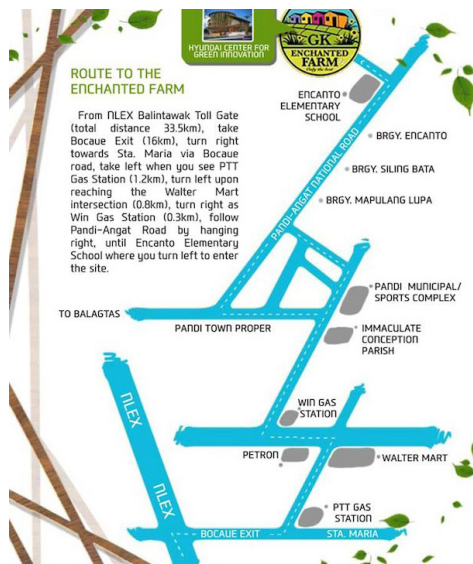 HYUNDAI CENTER FOR
GREEN INNOVATION
GK
ENCHANTED
FARM
ROUTE TO THE
ENCHANTED FARM
From NLEX Balintawak Toll Gate
(total distance 33.5km), take
Bocaue Exit (16km), turn right
towards Sta. Maria via Bocaue
road, take left when you see PTT
Gas Station (1.2km), turn left upon
reaching the Walter Mart
intersection (0.8km), turn right as
Win Gas Station (0.3km), follow
Pandi-Angat Road by hanging
right, until Encanto Elementary
School where you turn left to enter
the site.
ENCANTO
ELEMENTARY
SCHOOL
BRGY. ENCANTO
BRGY. SILING BATA
BRGY. MAPULANG LUPA
PANDI-ANGAT NATIONAL ROAD
PANDI MUNICIPAL/
SPORTS COMPLEX
TO BALAGTAS
PANDI TOWN PROPER
IMMACULATE
CONCEPTION
PARISH
NLEX
WIN GAS
STATION
PETRON
WALTER MART
NLEX
PTT GAS
STATION
BOCAUE EXIT
STA. MARIA